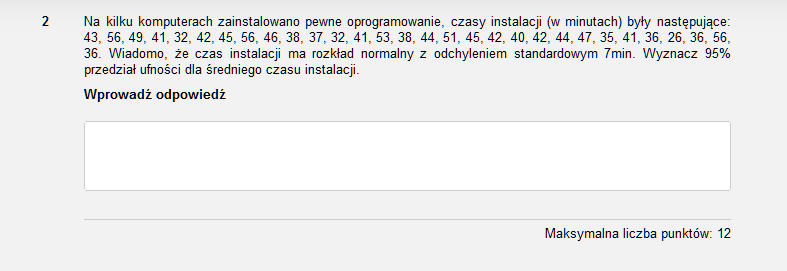 2 Na kilku komputerach zainstalowano pewne oprogramowanie, czasy instalacji (w minutach) były następujące:
43, 56, 49, 41, 32, 42, 45, 56, 46, 38, 37, 32, 41, 53, 38, 44, 51, 45, 42, 40, 42, 44, 47, 35, 41, 36, 26, 36, 56,
36. Wiadomo, że czas instalacji ma rozkład normalny z odchyleniem standardowym 7min. Wyznacz 95%
przedział ufności dla średniego czasu instalacji.
Wprowadź odpowiedź
Maksymalna liczba punktów: 12